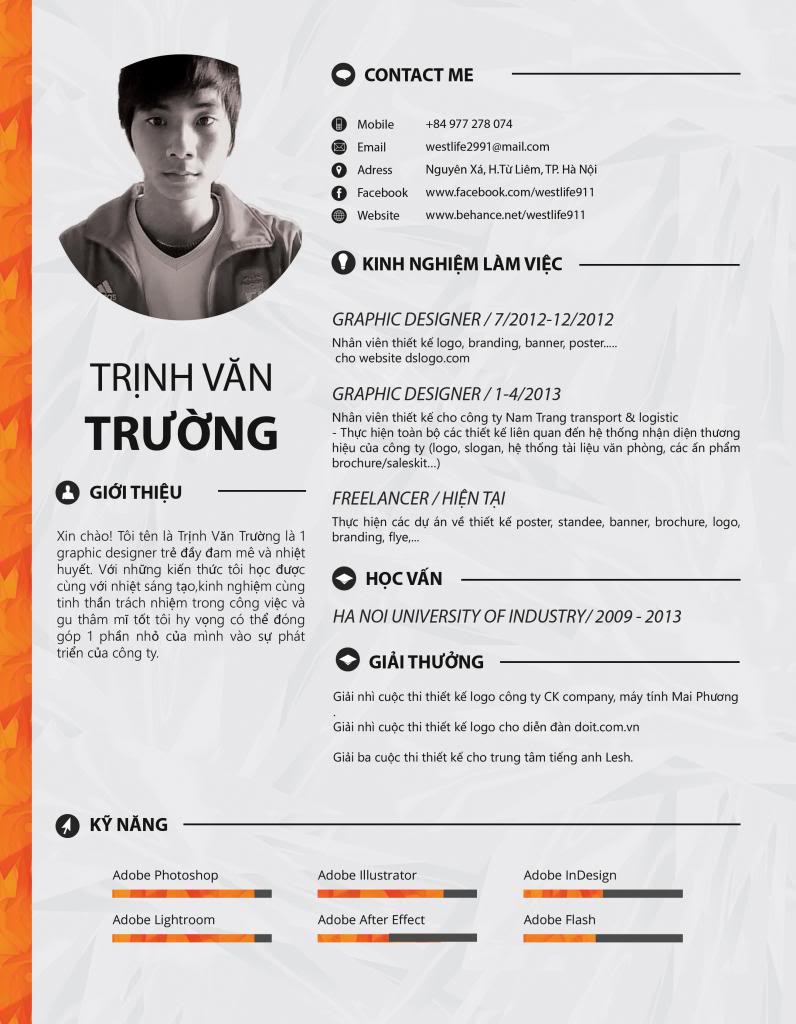 TRỊNH VĂN
TRƯỜNG
GIỚI THIỆU
Xin chào! Tôi tên là Trịnh Văn Trường là 1
graphic designer trẻ đầy đam mê và nhiệt
huyết. Với những kiến thức tôi học được
cùng với nhiệt sáng tạo,kinh nghiệm cùng
tinh thần trách nhiệm trong công việc và
gu thâm mĩ tốt tôi hy vọng có thể đóng
góp 1 phần nhỏ của mình vào sự phát
triển của công ty.
CONTACT ME
Mobile +84 977 278 074
Email westlife2991@mail.com
Adress Nguyên Xá, H.Từ Liêm, TP. Hà Nội
Facebook www.facebook.com/westlife911
Website www.behance.net/westlife911
KINH NGHIỆM LÀM VIỆC
GRAPHIC DESIGNER / 7/2012-12/2012
Nhân viên thiết kế logo, branding, banner, poster.....
cho website dslogo.com
GRAPHIC DESIGNER / 1-4/2013
Nhân viên thiết kế cho công ty Nam Trang transport & logistic
- Thực hiện toàn bộ các thiết kế liên quan đến hệ thống nhận diện thương
hiệu của công ty (logo, slogan, hệ thống tài liệu văn phòng, các ấn phẩm
brochure/saleskit...)
FREELANCER / HIỆN TẠI
Thực hiện các dự án về thiết kế poster, standee, banner, brochure, logo,
branding, flye,...
HỌC VẤN
HA NOI UNIVERSITY OF INDUSTRY/ 2009 - 2013
GIẢI THƯỞNG
Giải nhì cuộc thi thiết kế logo công ty CK company, máy tính Mai Phương
.
Giải nhì cuộc thi thiết kế logo cho diễn đàn doit.com.vn
Giải ba cuộc thi thiết kế cho trung tâm tiếng anh Lesh.
KỸ NĂNG
Adobe Photoshop Adobe Illustrator Adobe InDesign
Adobe Lightroom Adobe After Effect Adobe Flash